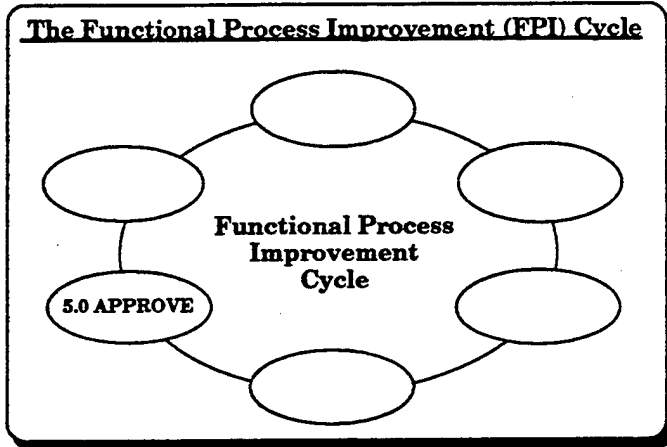 The Functional Process Improvement (FPI) Cycle
Functional Process
Improvement
Cycle
5.0 APPROVE